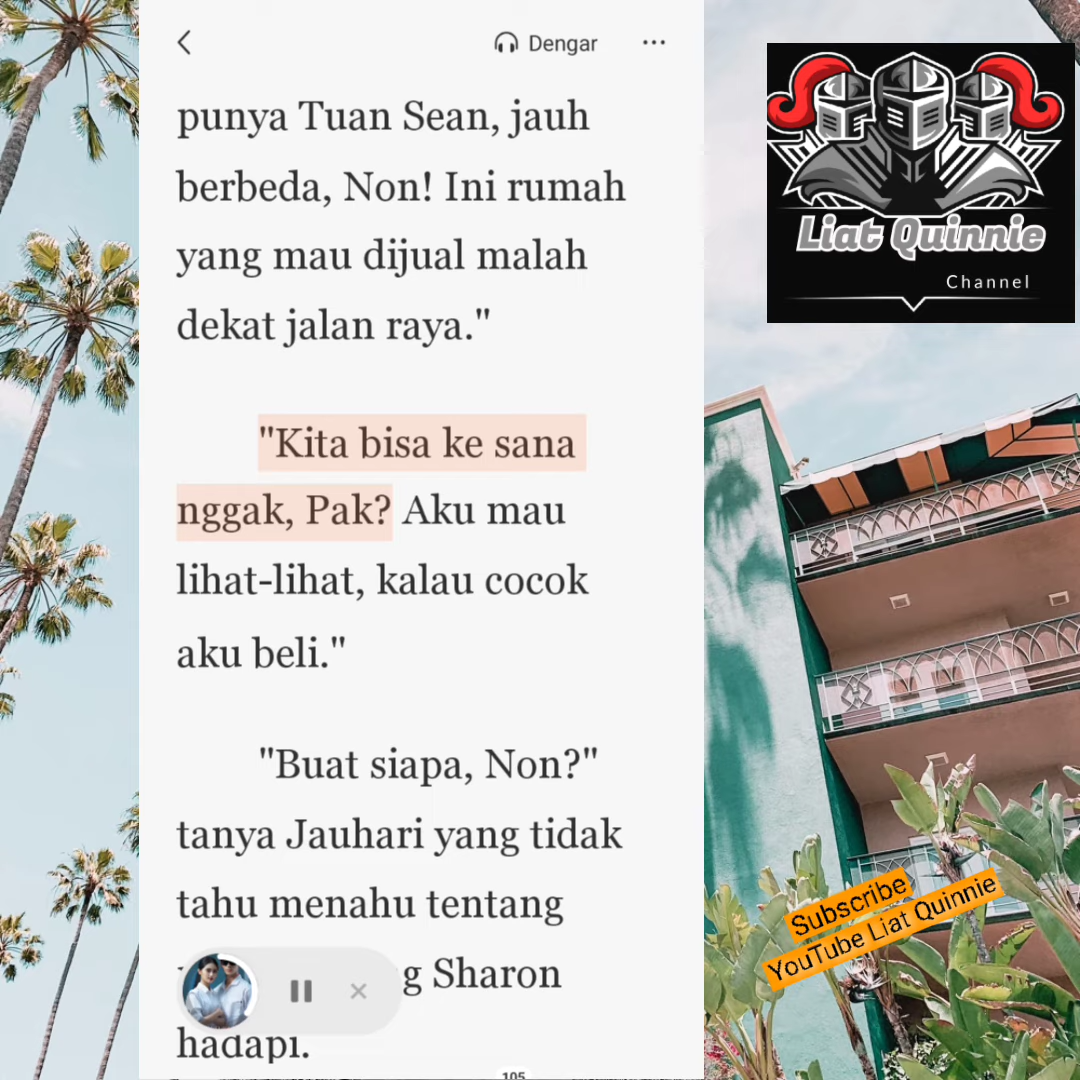 Dengar
punya Tuan Sean, jauh
berbeda, Non! Ini rumah
yang mau dijual malah
dekat jalan raya."
"Kita bisa ke sana
nggak, Pak? Aku mau
lihat-lihat, kalau cocok
aku beli."
"Buat siapa, Non?"
tanya Jauhari yang tidak
tahu menahu tentang
Sharon
hadapi.
105
Liat Quinnie
Channel
Subscribe
YouTube Liat Quinnie